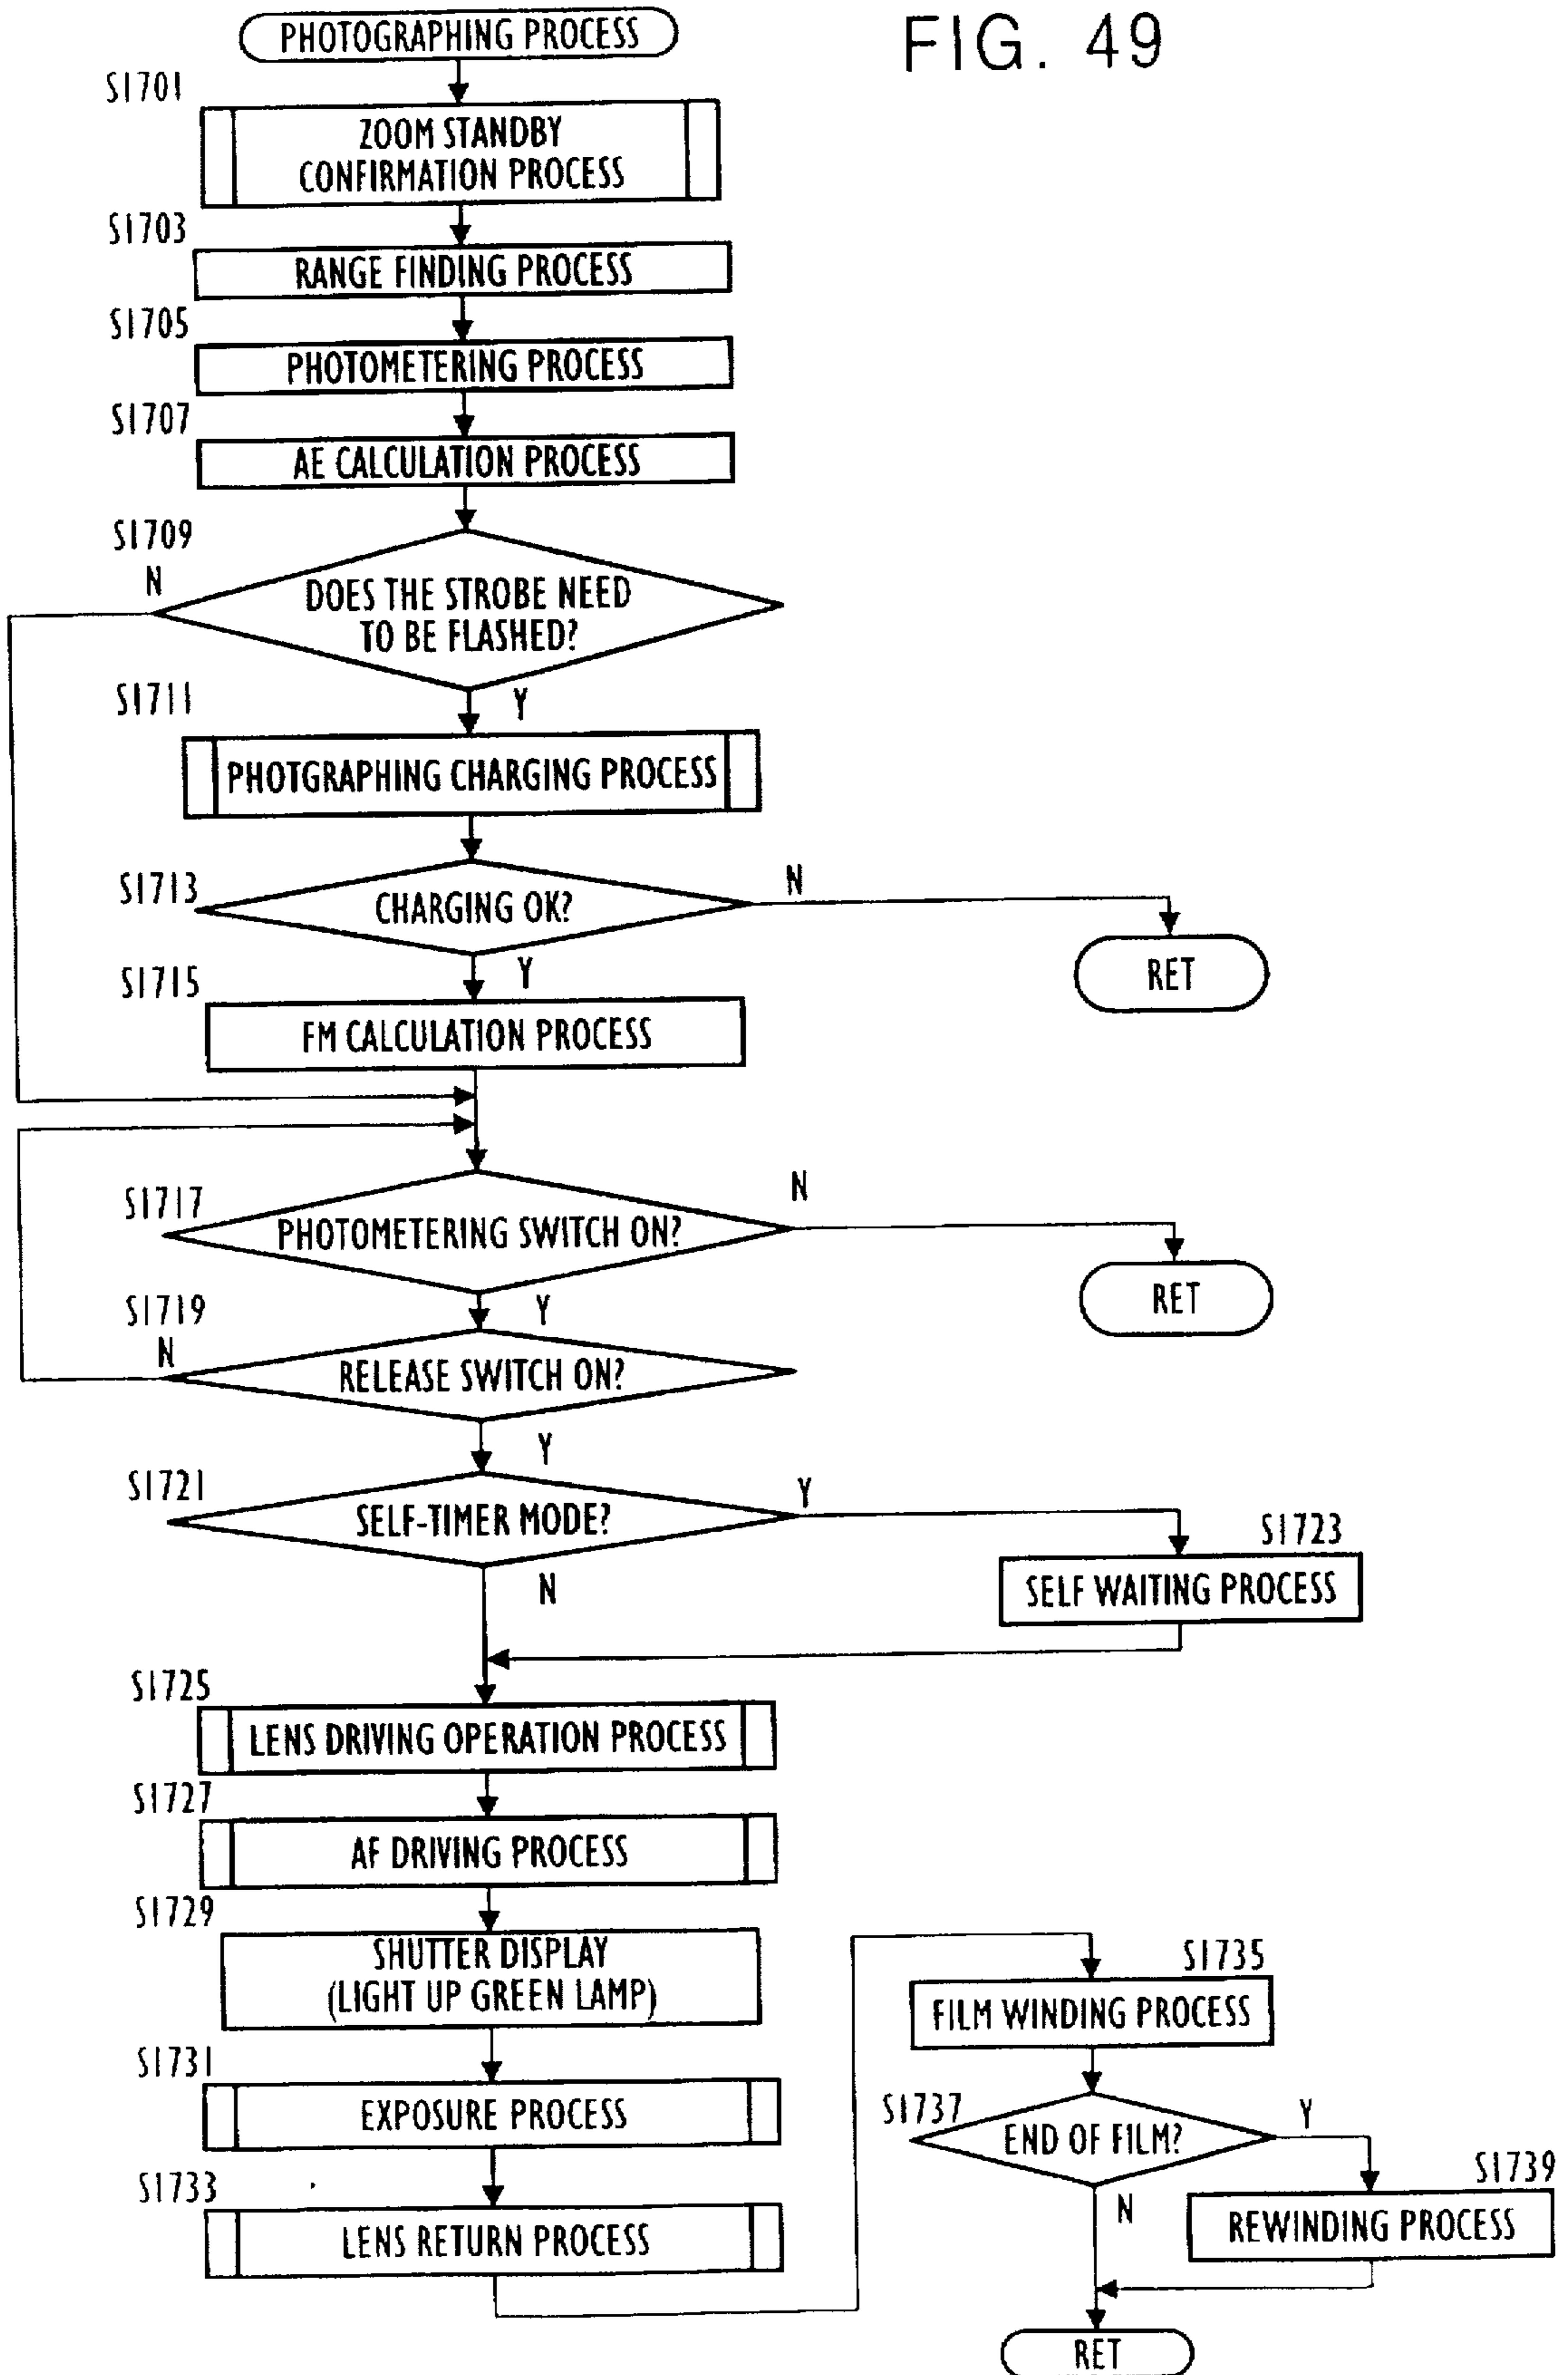 PHOTOGRAPHING PROCESS
FIG. 49
S1701
ZOOM STANDBY
CONFIRMATION PROCESS
S1703
RANGE FINDING PROCESS
S1705
PHOTOMETERING PROCESS
S1707
AE CALCULATION PROCESS
S1709
N
DOES THE STROBE NEED
TO BE FLASHED?
Y
S1711
PHOTGRAPHING CHARGING PROCESS
S1713
CHARGING OK?
N
RET
Y
S1715
FM CALCULATION PROCESS
S1717
PHOTOMETERING SWITCH ON?
N
RET
Y
S1719
N
RELEASE SWITCH ON?
Y
S1721
SELF-TIMER MODE?
Y
S1723
SELF WAITING PROCESS
N
S1725
LENS DRIVING OPERATION PROCESS
S1727
AF DRIVING PROCESS
S1729
SHUTTER DISPLAY
(LIGHT UP GREEN LAMP)
S1731
EXPOSURE PROCESS
S1733
LENS RETURN PROCESS
S1735
FILM WINDING PROCESS
S1737
END OF FILM?
Y
S1739
REWINDING PROCESS
N
RET